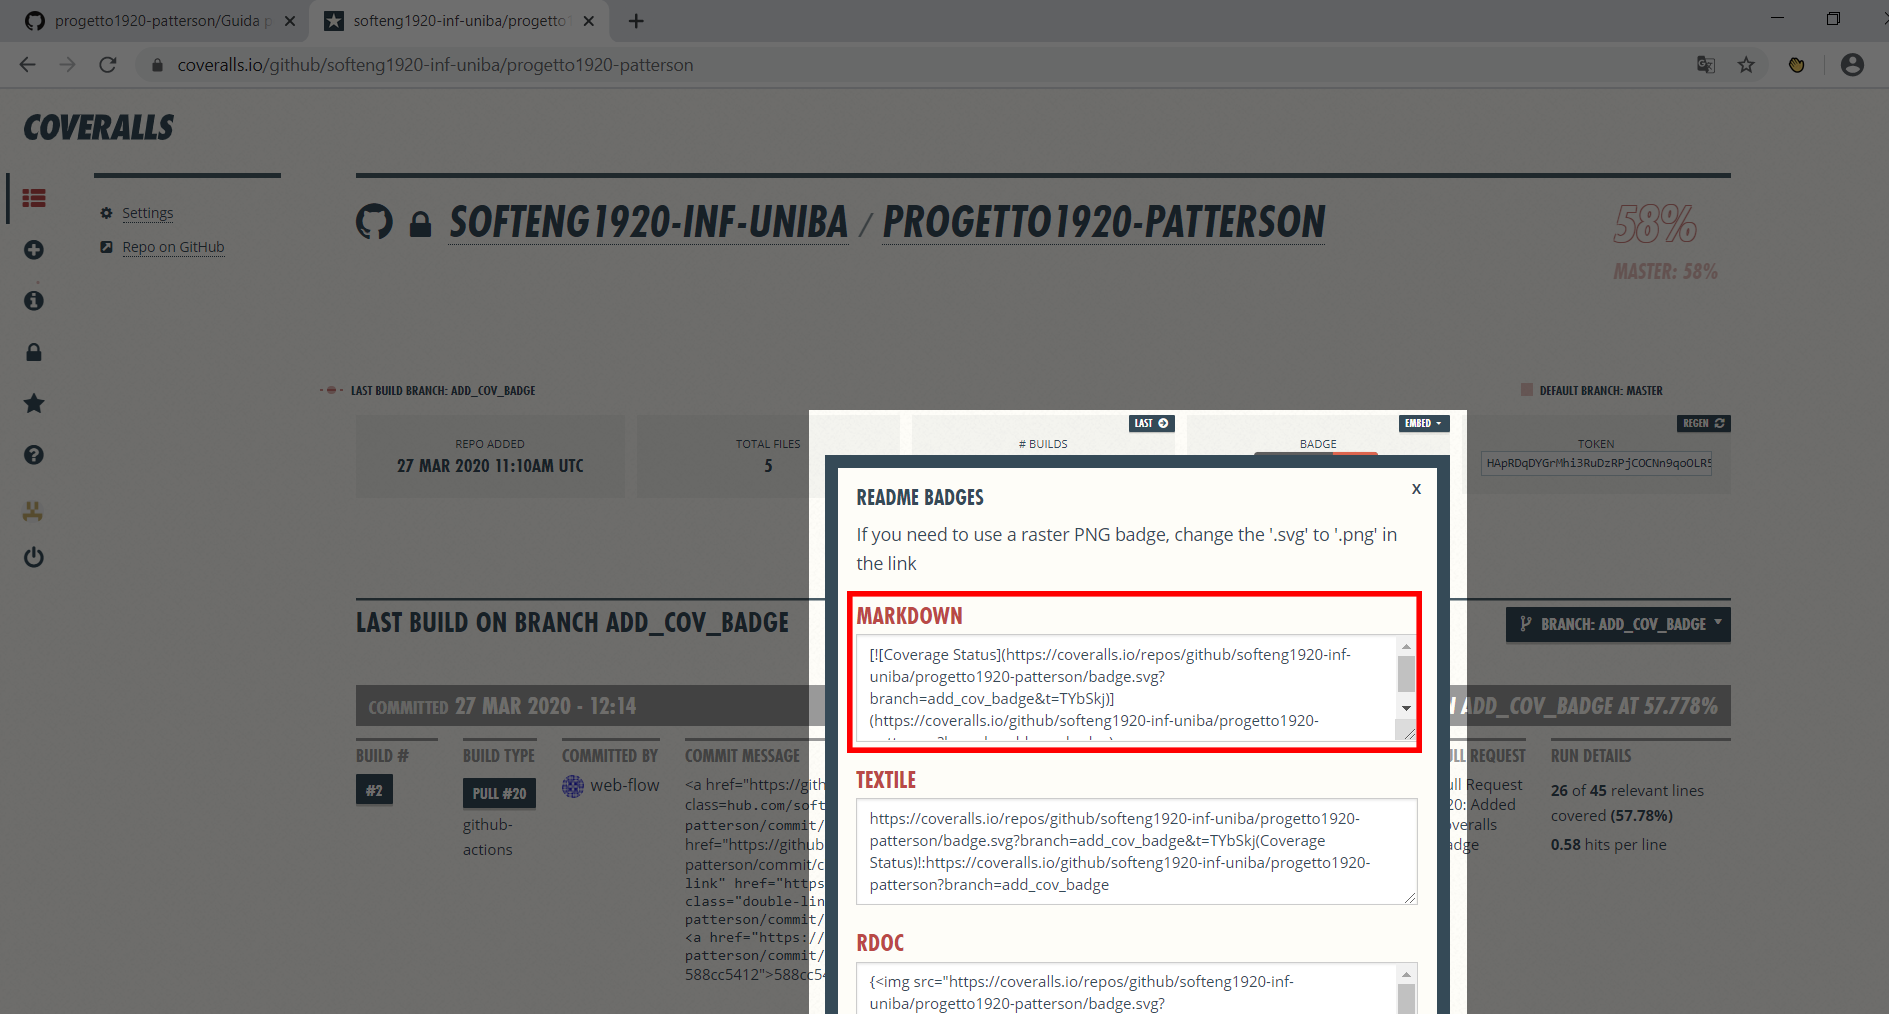 progetto1920-patterson/Guida p
softeng1920-inf-uniba/progetto1
coveralls.io/github/softeng1920-inf-uniba/progetto1920-patterson
COVERALLS
Settings
Repo on GitHub
SOFTENG1920-INF-UNIBA / PROGETTO1920-PATTERSON
58%
MASTER: 58%
LAST BUILD BRANCH: ADD_COV_BADGE
DEFAULT BRANCH: MASTER
REPO ADDED
27 MAR 2020 11:10AM UTC
TOTAL FILES
5
LAST
# BUILDS
EMBED
BADGE
REGEN
TOKEN
HApRDqDYGrMhi3RuDzRPjCOCNn9qoOLR5
README BADGES
X
If you need to use a raster PNG badge, change the '.svg' to '.png' in
the link
MARKDOWN
[![Coverage Status](https://coveralls.io/repos/github/softeng1920-inf-
uniba/progetto1920-patterson/badge.svg?
branch=add_cov_badge&t=TYbSkj)]
(https://coveralls.io/github/softeng1920-inf-uniba/progetto1920-
TEXTILE
https://coveralls.io/repos/github/softeng1920-inf-uniba/progetto1920-
patterson/badge.svg?branch=add_cov_badge&t=TYbSkj(Coverage
Status)!:https://coveralls.io/github/softeng1920-inf-uniba/progetto1920-
patterson?branch=add_cov_badge
RDOC
{<img src="https://coveralls.io/repos/github/softeng1920-inf-
uniba/progetto1920-patterson/badge.svg?
LAST BUILD ON BRANCH ADD_COV_BADGE
BRANCH: ADD_COV_BADGE
COMMITTED 27 MAR 2020 - 12:14
ADD_COV_BADGE AT 57.778%
BUILD #
#2
BUILD TYPE
PULL #20
github-
actions
COMMITTED BY
web-flow
COMMIT MESSAGE
<a href="https://gith
class=hub.com/soft
patterson/commit/
href="https://github
patterson/commit/c
link" href="https
class="double-lin
patterson/commit/
<a href="https://
patterson/commit/
588cc5412">588cc54
ULL REQUEST
ull Request
20: Added
overalls
adge
RUN DETAILS
26 of 45 relevant lines
covered (57.78%)
0.58 hits per line